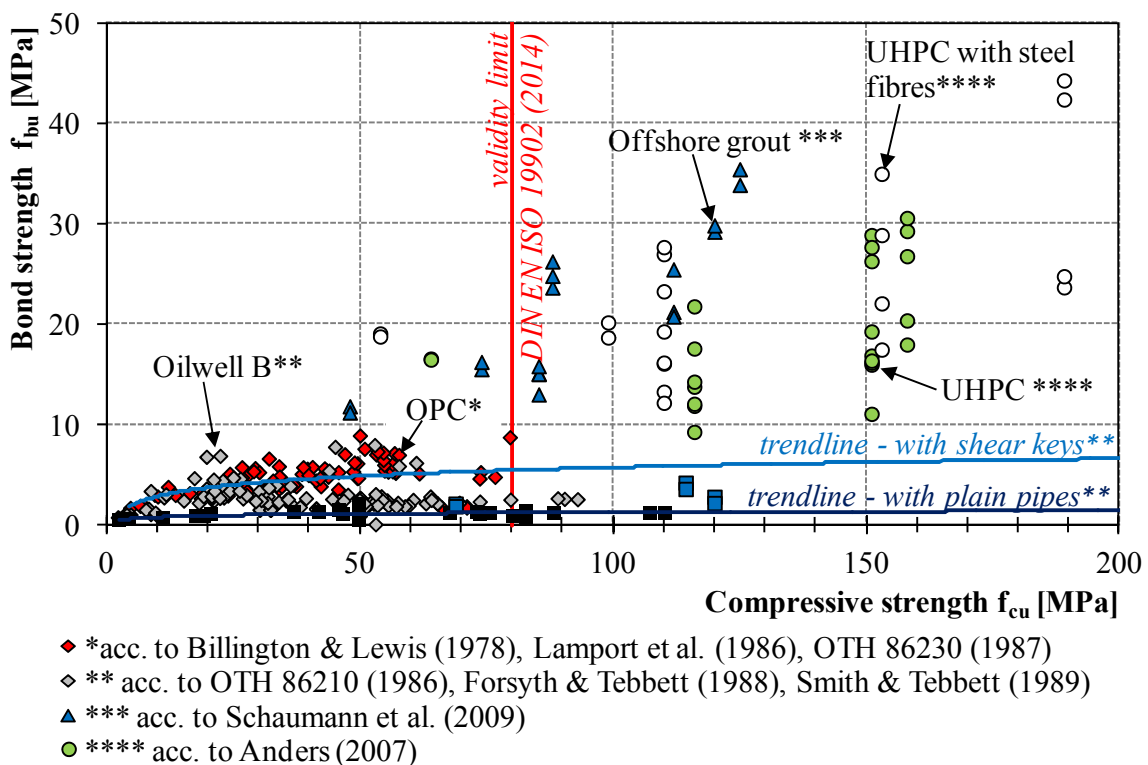 50
40
30
20
10
0
Bond strength f_bu [MPa]
validity limit
DIN EN ISO 19902 (2014)
UHPC with steel
fibres****
Offshore grout ***
Oilwell B**
OPC*
UHPC ****
trendline - with shear keys**
trendline - with plain pipes**
0 50 100 150 200
Compressive strength f_cu [MPa]
*acc. to Billington & Lewis (1978), Lamport et al. (1986), OTH 86230 (1987)
** acc. to OTH 86210 (1986), Forsyth & Tebbett (1988), Smith & Tebbett (1989)
*** acc. to Schaumann et al. (2009)
**** acc. to Anders (2007)